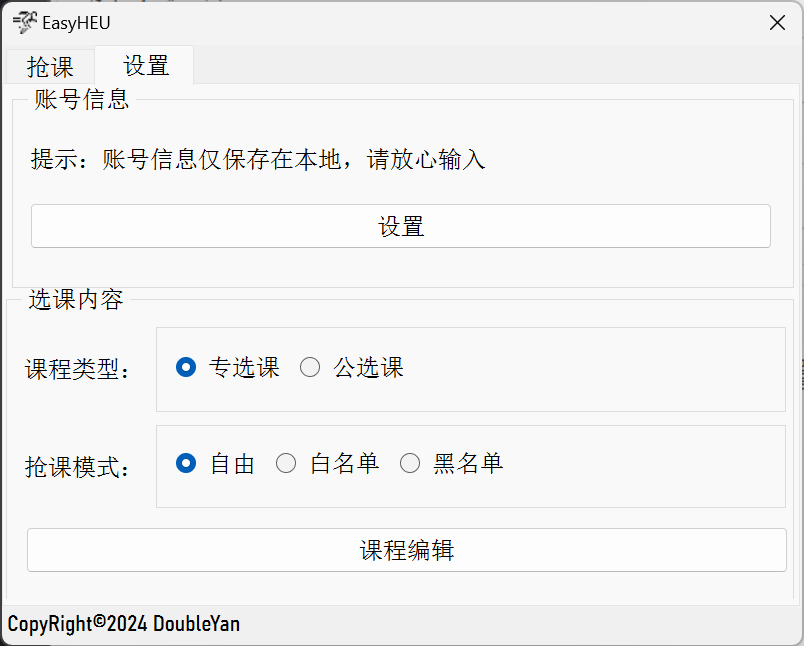 EasyHEU
抢课 设置
账号信息
提示：账号信息仅保存在本地，请放心输入
设置
选课内容
课程类型： 专选课 公选课
抢课模式： 自由 白名单 黑名单
课程编辑
CopyRight©2024 DoubleYan